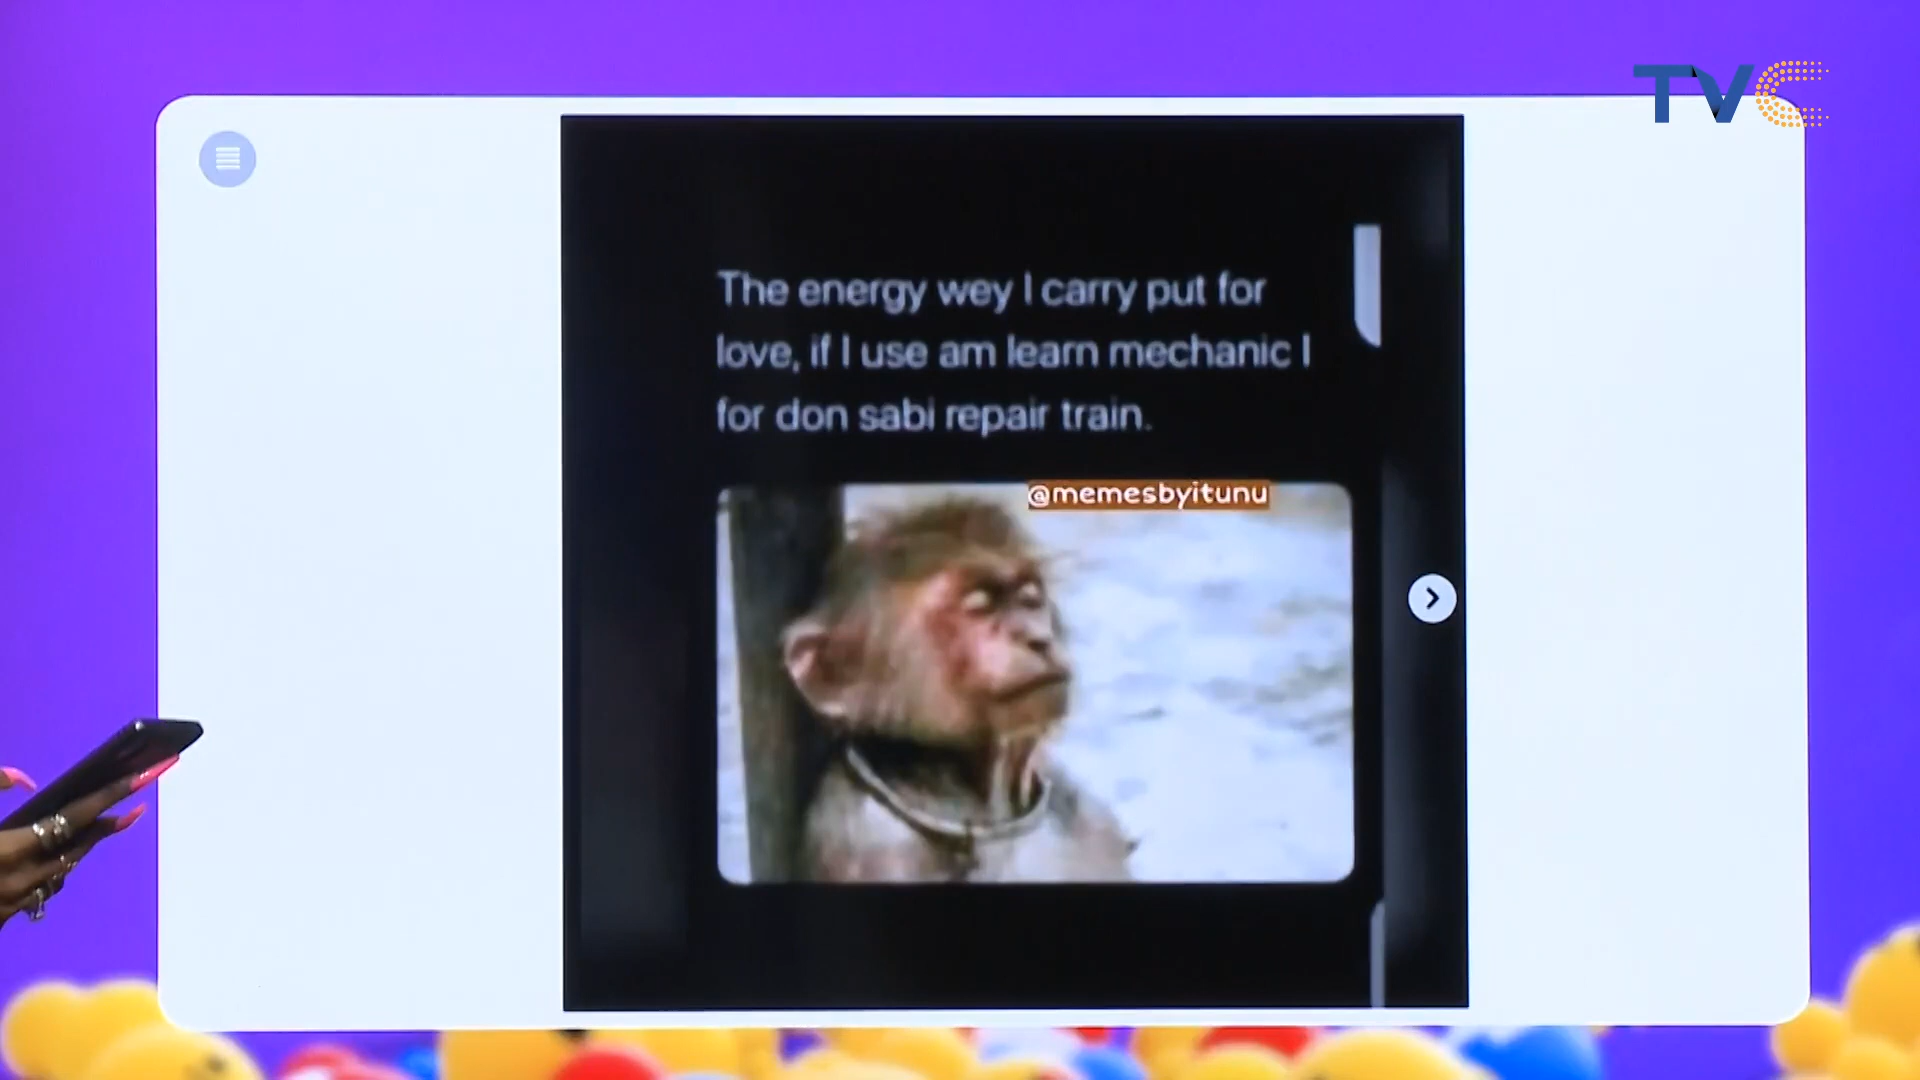 TVC
The energy wey I carry put for
love, if I use am learn mechanic I
for don sabi repair train.
@memesbyitunu